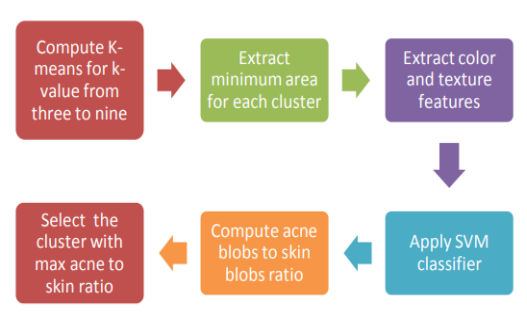 Compute K-
means for k-
value from
three to nine
Extract
minimum area
for each cluster
Extract color
and texture
features
Apply SVM
classifier
Compute acne
blobs to skin
blobs ratio
Select the
cluster with
max acne to
skin ratio